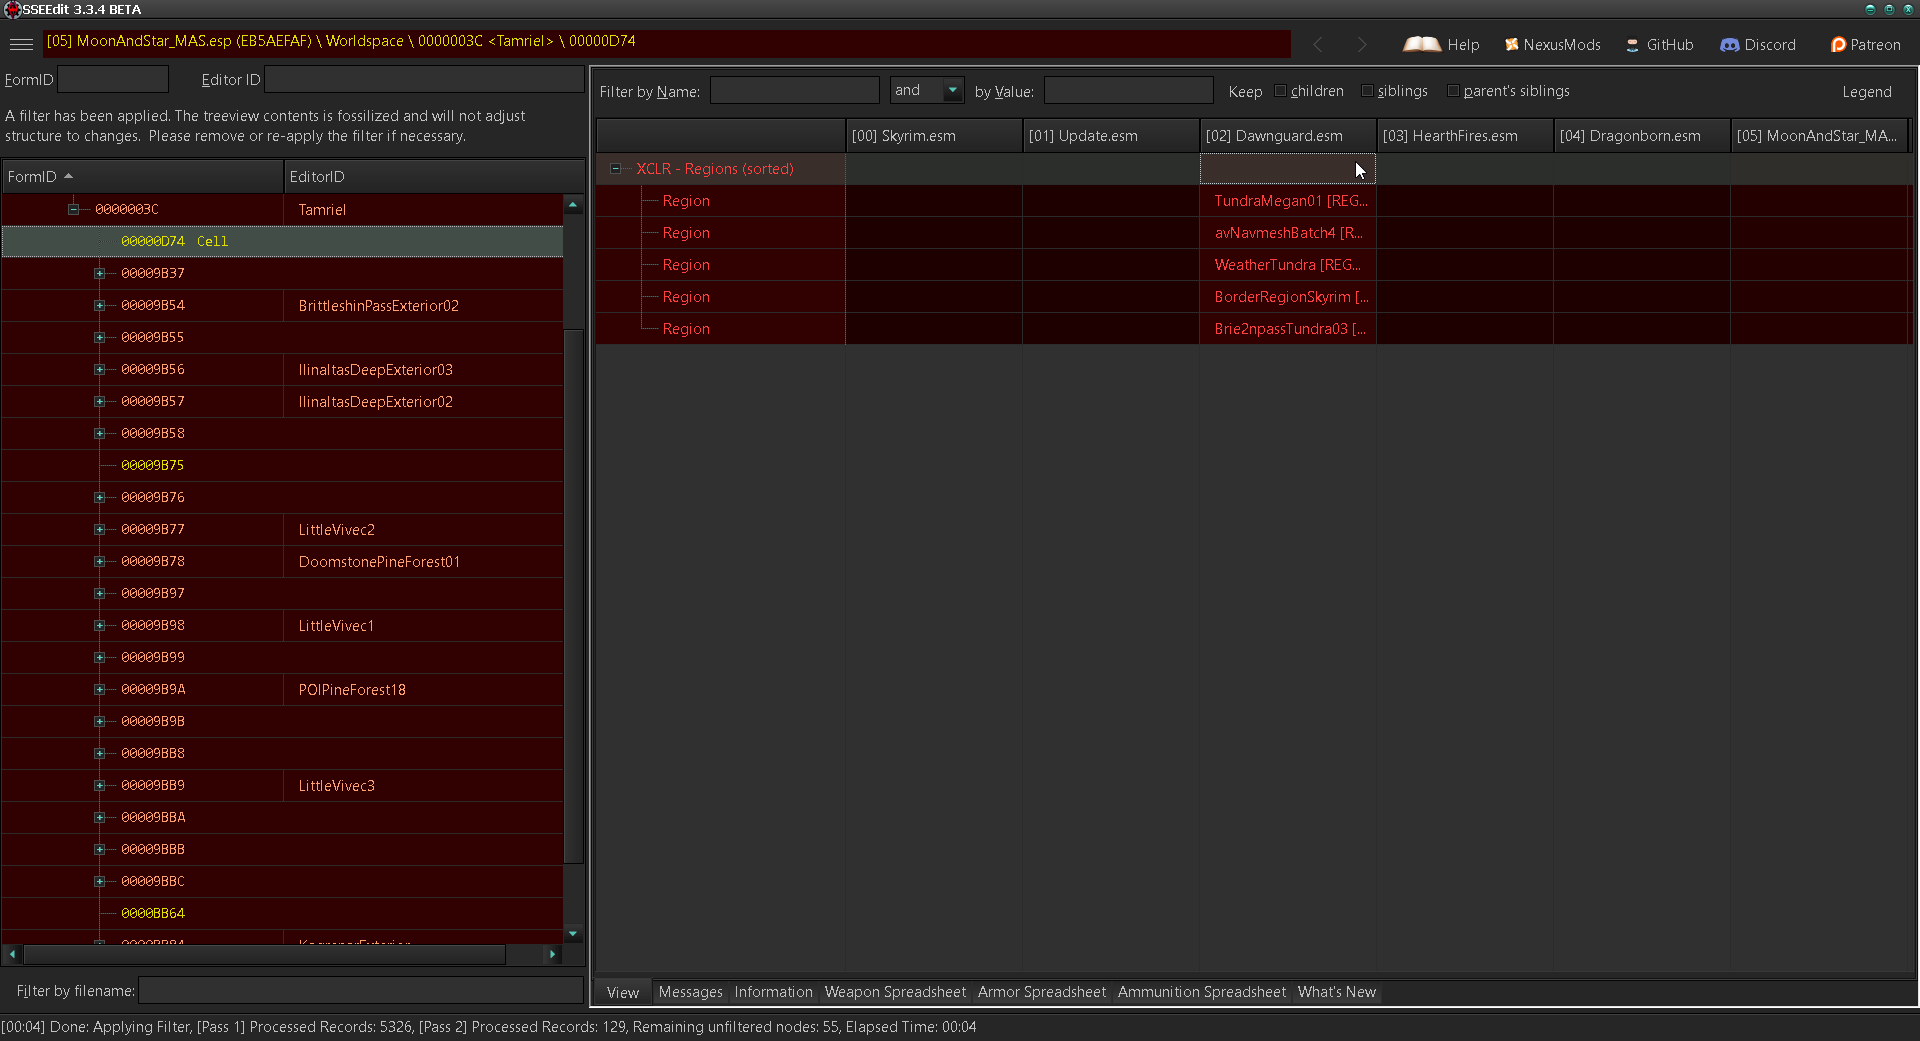 SSEEdit 3.3.4 BETA
[05] MoonAndStar_MAS.esp (EB5AEFAF) \ Worldspace \ 0000003C <Tamriel> \ 00000D74
Help NexusMods GitHub Discord Patreon
FormID Editor ID
A filter has been applied. The treeview contents is fossilized and will not adjust
structure to changes. Please remove or re-apply the filter if necessary.
FormID EditorID
0000003C Tamriel
00000D74 Cell
00009B37
00009B54 BrittleshinPassExterior02
00009B55
00009B56 IlinaltasDeepExterior03
00009B57 IlinaltasDeepExterior02
00009B58
00009B75
00009B76
00009B77 LittleVivec2
00009B78 DoomstonePineForest01
00009B97
00009B98 LittleVivec1
00009B99
00009B9A POIPineForest18
00009B9B
00009BB8
00009BB9 LittleVivec3
00009BBA
00009BBB
00009BBC
0000BB64
Filter by filename:
Filter by Name: and by Value: Keep children siblings parent's siblings Legend
[00] Skyrim.esm [01] Update.esm [02] Dawnguard.esm [03] HearthFires.esm [04] Dragonborn.esm [05] MoonAndStar_MA...
XCLR - Regions (sorted)
Region TundraMegan01 [REG...
Region avNavmeshBatch4 [R...
Region WeatherTundra [REG...
Region BorderRegionSkyrim [...
Region Brie2npassTundra03 [...
View Messages Information Weapon Spreadsheet Armor Spreadsheet Ammunition Spreadsheet What's New
[00:04] Done: Applying Filter, [Pass 1] Processed Records: 5326, [Pass 2] Processed Records: 129, Remaining unfiltered nodes: 55, Elapsed Time: 00:04